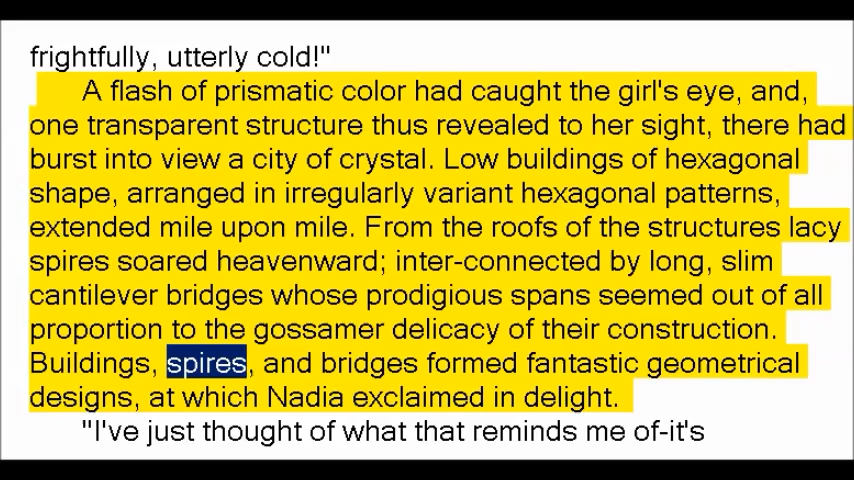 frightfully, utterly cold!"
A flash of prismatic color had caught the girl's eye, and,
one transparent structure thus revealed to her sight, there had
burst into view a city of crystal. Low buildings of hexagonal
shape, arranged in irregularly variant hexagonal patterns,
extended mile upon mile. From the roofs of the structures lacy
spires soared heavenward; inter-connected by long, slim
cantilever bridges whose prodigious spans seemed out of all
proportion to the gossamer delicacy of their construction.
Buildings, spires, and bridges formed fantastic geometrical
designs, at which Nadia exclaimed in delight.
"I've just thought of what that reminds me of-it's